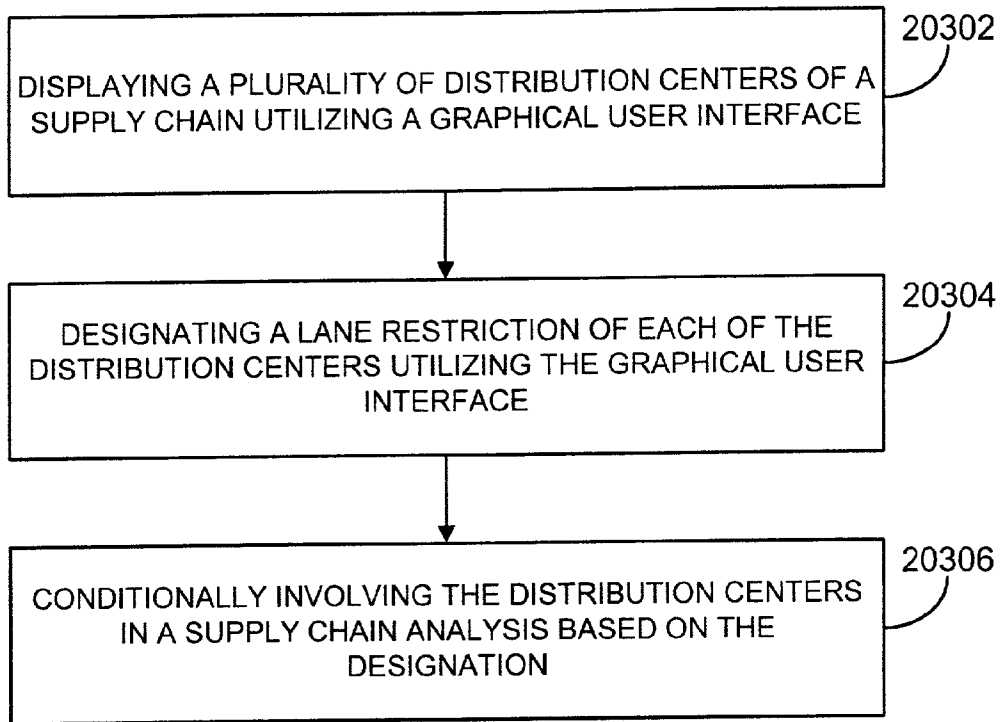 20302
DISPLAYING A PLURALITY OF DISTRIBUTION CENTERS OF A
SUPPLY CHAIN UTILIZING A GRAPHICAL USER INTERFACE
20304
DESIGNATING A LANE RESTRICTION OF EACH OF THE
DISTRIBUTION CENTERS UTILIZING THE GRAPHICAL USER
INTERFACE
20306
CONDITIONALLY INVOLVING THE DISTRIBUTION CENTERS
IN A SUPPLY CHAIN ANALYSIS BASED ON THE
DESIGNATION